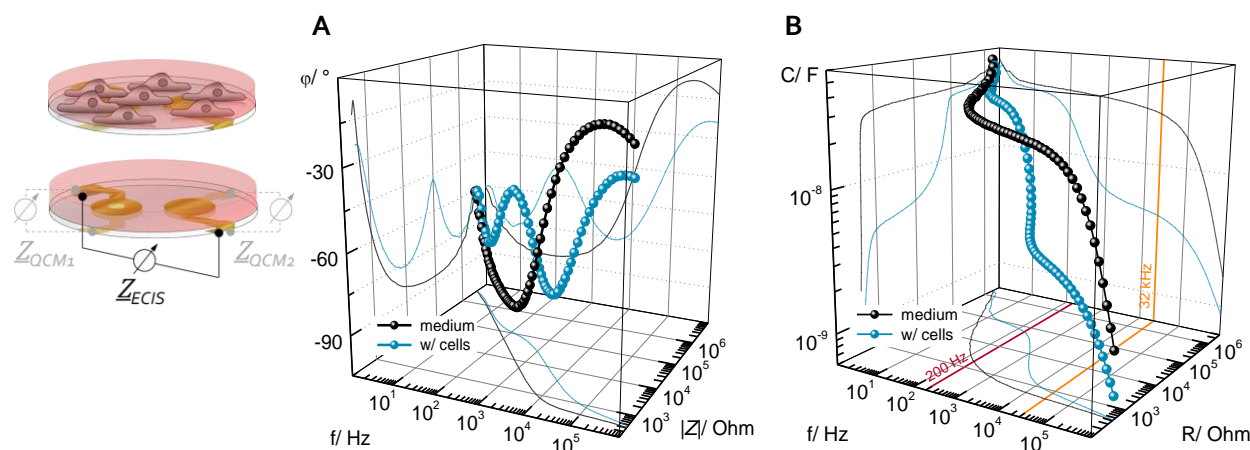 A
B
φ/ °
-30
-60
-90
medium
w/ cells
10¹
10²
10³
10⁴
10⁵
f/ Hz
10³
10⁴
10⁵
10⁶
|Z|/ Ohm
C/ F
10⁻⁸
10⁻⁹
medium
w/ cells
200 Hz
32 kHz
10¹
10²
10³
10⁴
10⁵
f/ Hz
10³
10⁴
10⁵
10⁶
R/ Ohm
Z_QCM1
Z_QCM2
Z_ECIS